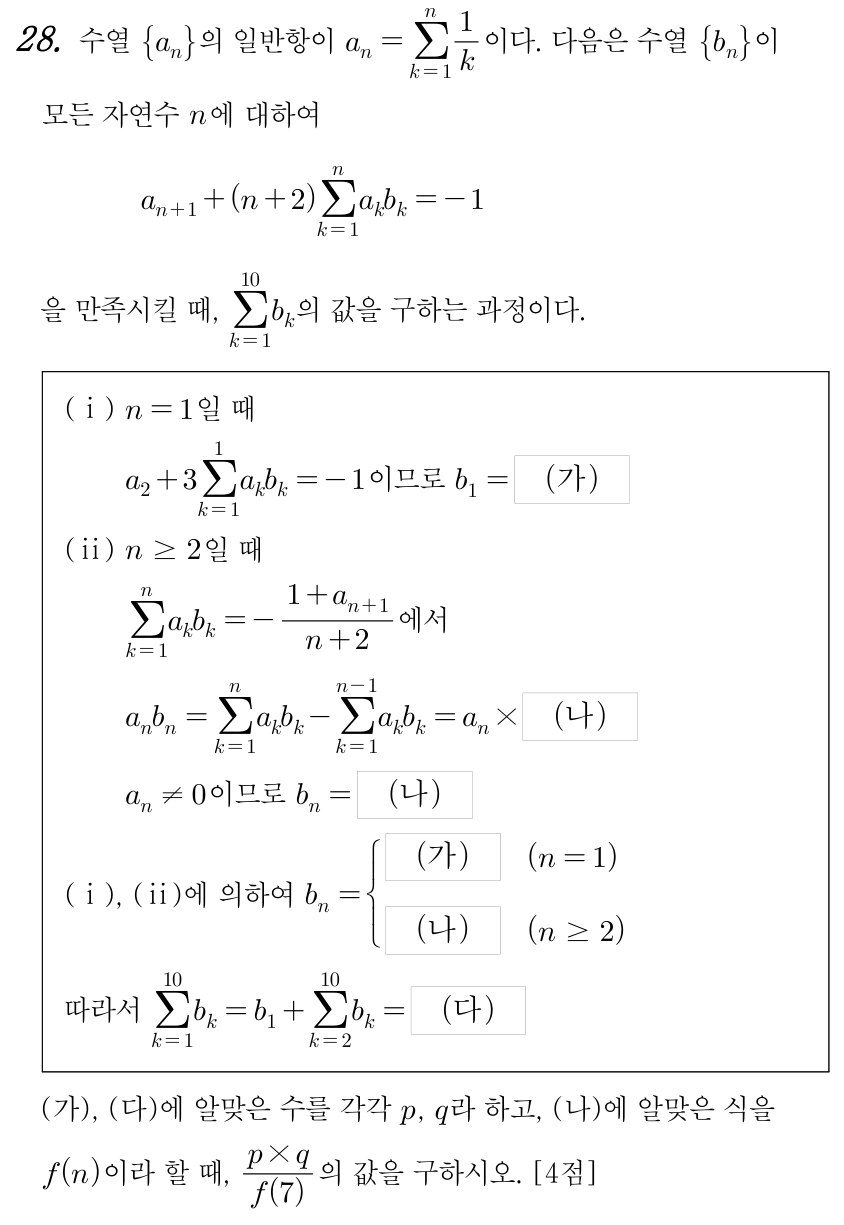 28. 수열 {aₙ}의 일반항이 aₙ = ∑_{k=1}^{n} 1/k 이다. 다음은 수열 {bₙ}이
모든 자연수 n에 대하여
a_{n+1} + (n+2)∑_{k=1}^{n} a_k b_k = −1
을 만족시킬 때, ∑_{k=1}^{10} b_k의 값을 구하는 과정이다.
(ⅰ) n = 1일 때
a₂ + 3∑_{k=1}^{1} a_k b_k = −1이므로 b₁ = (가)
(ⅱ) n ≥ 2일 때
∑_{k=1}^{n} a_k b_k = − (1+a_{n+1})/(n+2) 에서
aₙbₙ = ∑_{k=1}^{n} a_k b_k − ∑_{k=1}^{n−1} a_k b_k = aₙ × (나)
aₙ ≠ 0이므로 bₙ = (나)
(ⅰ), (ⅱ)에 의하여 bₙ = { (가) (n = 1)
(나) (n ≥ 2)
따라서 ∑_{k=1}^{10} b_k = b₁ + ∑_{k=2}^{10} b_k = (다)
(가), (다)에 알맞은 수를 각각 p, q라 하고, (나)에 알맞은 식을
f(n)이라 할 때, (p×q)/f(7) 의 값을 구하시오. [4점]